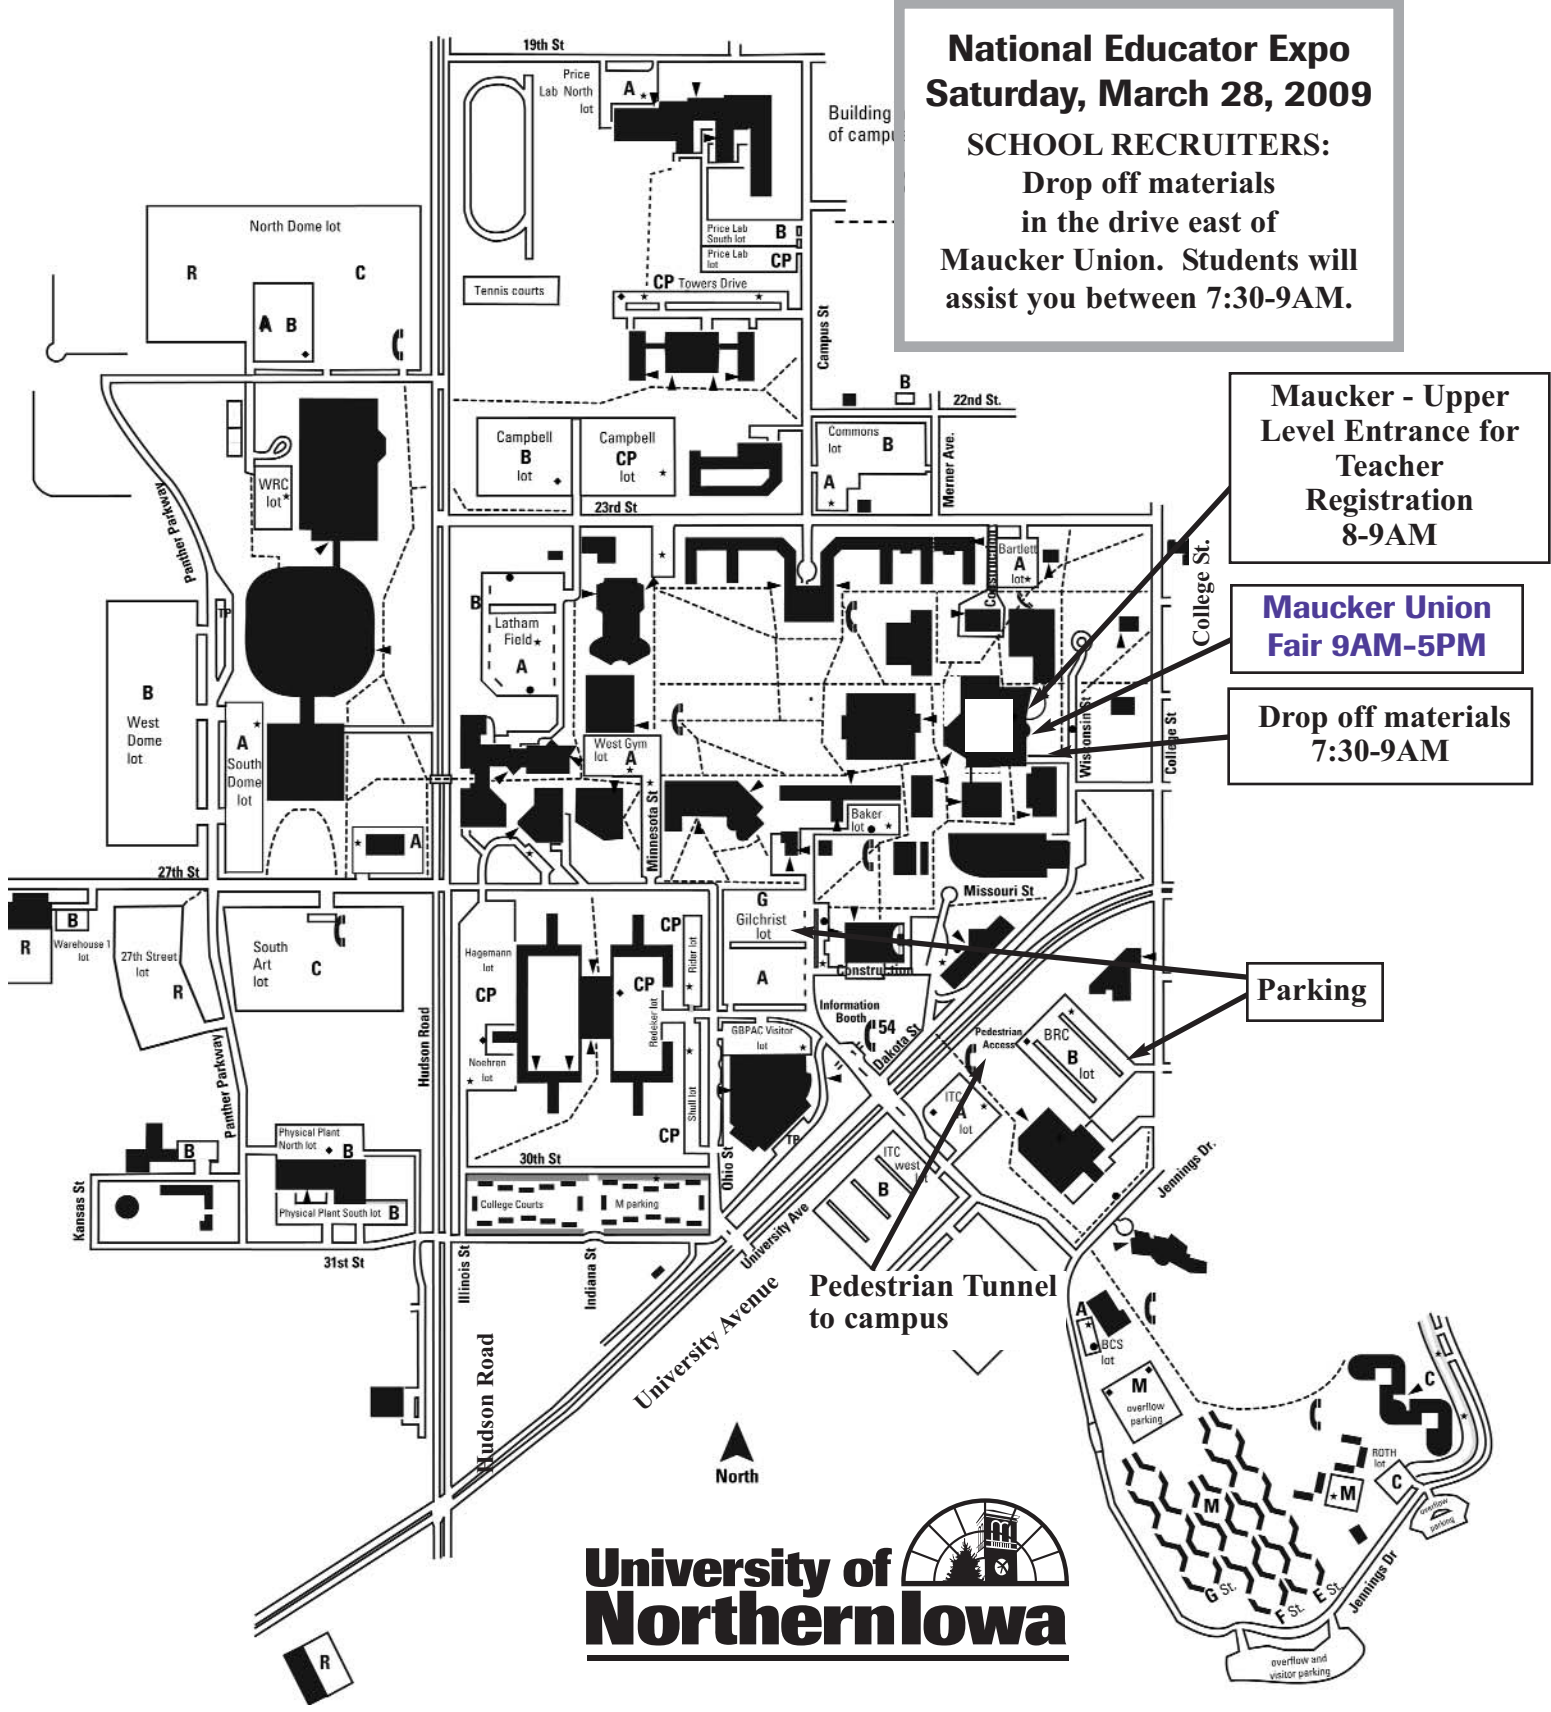 National Educator Expo
Saturday, March 28, 2009
SCHOOL RECRUITERS:
Drop off materials
in the drive east of
Maucker Union. Students will
assist you between 7:30-9AM.
19th St
Price
Lab North
lot
A
Building
of campu
North Dome lot
R
C
A B
Price Lab
South lot
B
Price Lab
lot
CP
CP Towers Drive
Tennis courts
Campus St
B
22nd St.
Maucker - Upper
Level Entrance for
Teacher
Registration
8-9AM
Campbell
B
lot
Campbell
CP
lot
Commons
lot
B
A
Merner Ave.
WRC
lot
Panther Parkway
23rd St
Construction
Bartlett
A
lot
College St.
TP
B
Latham
Field
A
Maucker Union
Fair 9AM-5PM
B
West
Dome
lot
A
South
Dome
lot
West Gym
lot
A
Wisconsin St
College St
Drop off materials
7:30-9AM
Minnesota St
Baker
lot
A
27th St
Missouri St
R
B
Warehouse 1
lot
27th Street
lot
R
South
Art
lot
C
Hagemann
lot
CP
CP
Rider lot
CP
Redeker lot
G
Gilchrist
lot
A
Construction
Parking
Information
Booth
54
Dakota St
Pedestrian
Access
BRC
B
lot
Hudson Road
Panther Parkway
Noehren
lot
GBPAC Visitor
lot
Shull lot
CP
ITC
A
lot
Physical Plant
North lot
B
B
30th St
TP
Ohio St
ITC
west
lot
B
Jennings Dr.
Kansas St
Physical Plant South lot B
College Courts
M parking
University Ave
31st St
Illinois St
Indiana St
Pedestrian Tunnel
to campus
University Avenue
Hudson Road
A
BCS
lot
M
overflow
parking
C
North
ROTH
lot
C
M
M
overflow
parking
G St.
F St.
E St.
Jennings Dr
University of
Northern Iowa
R
overflow and
visitor parking